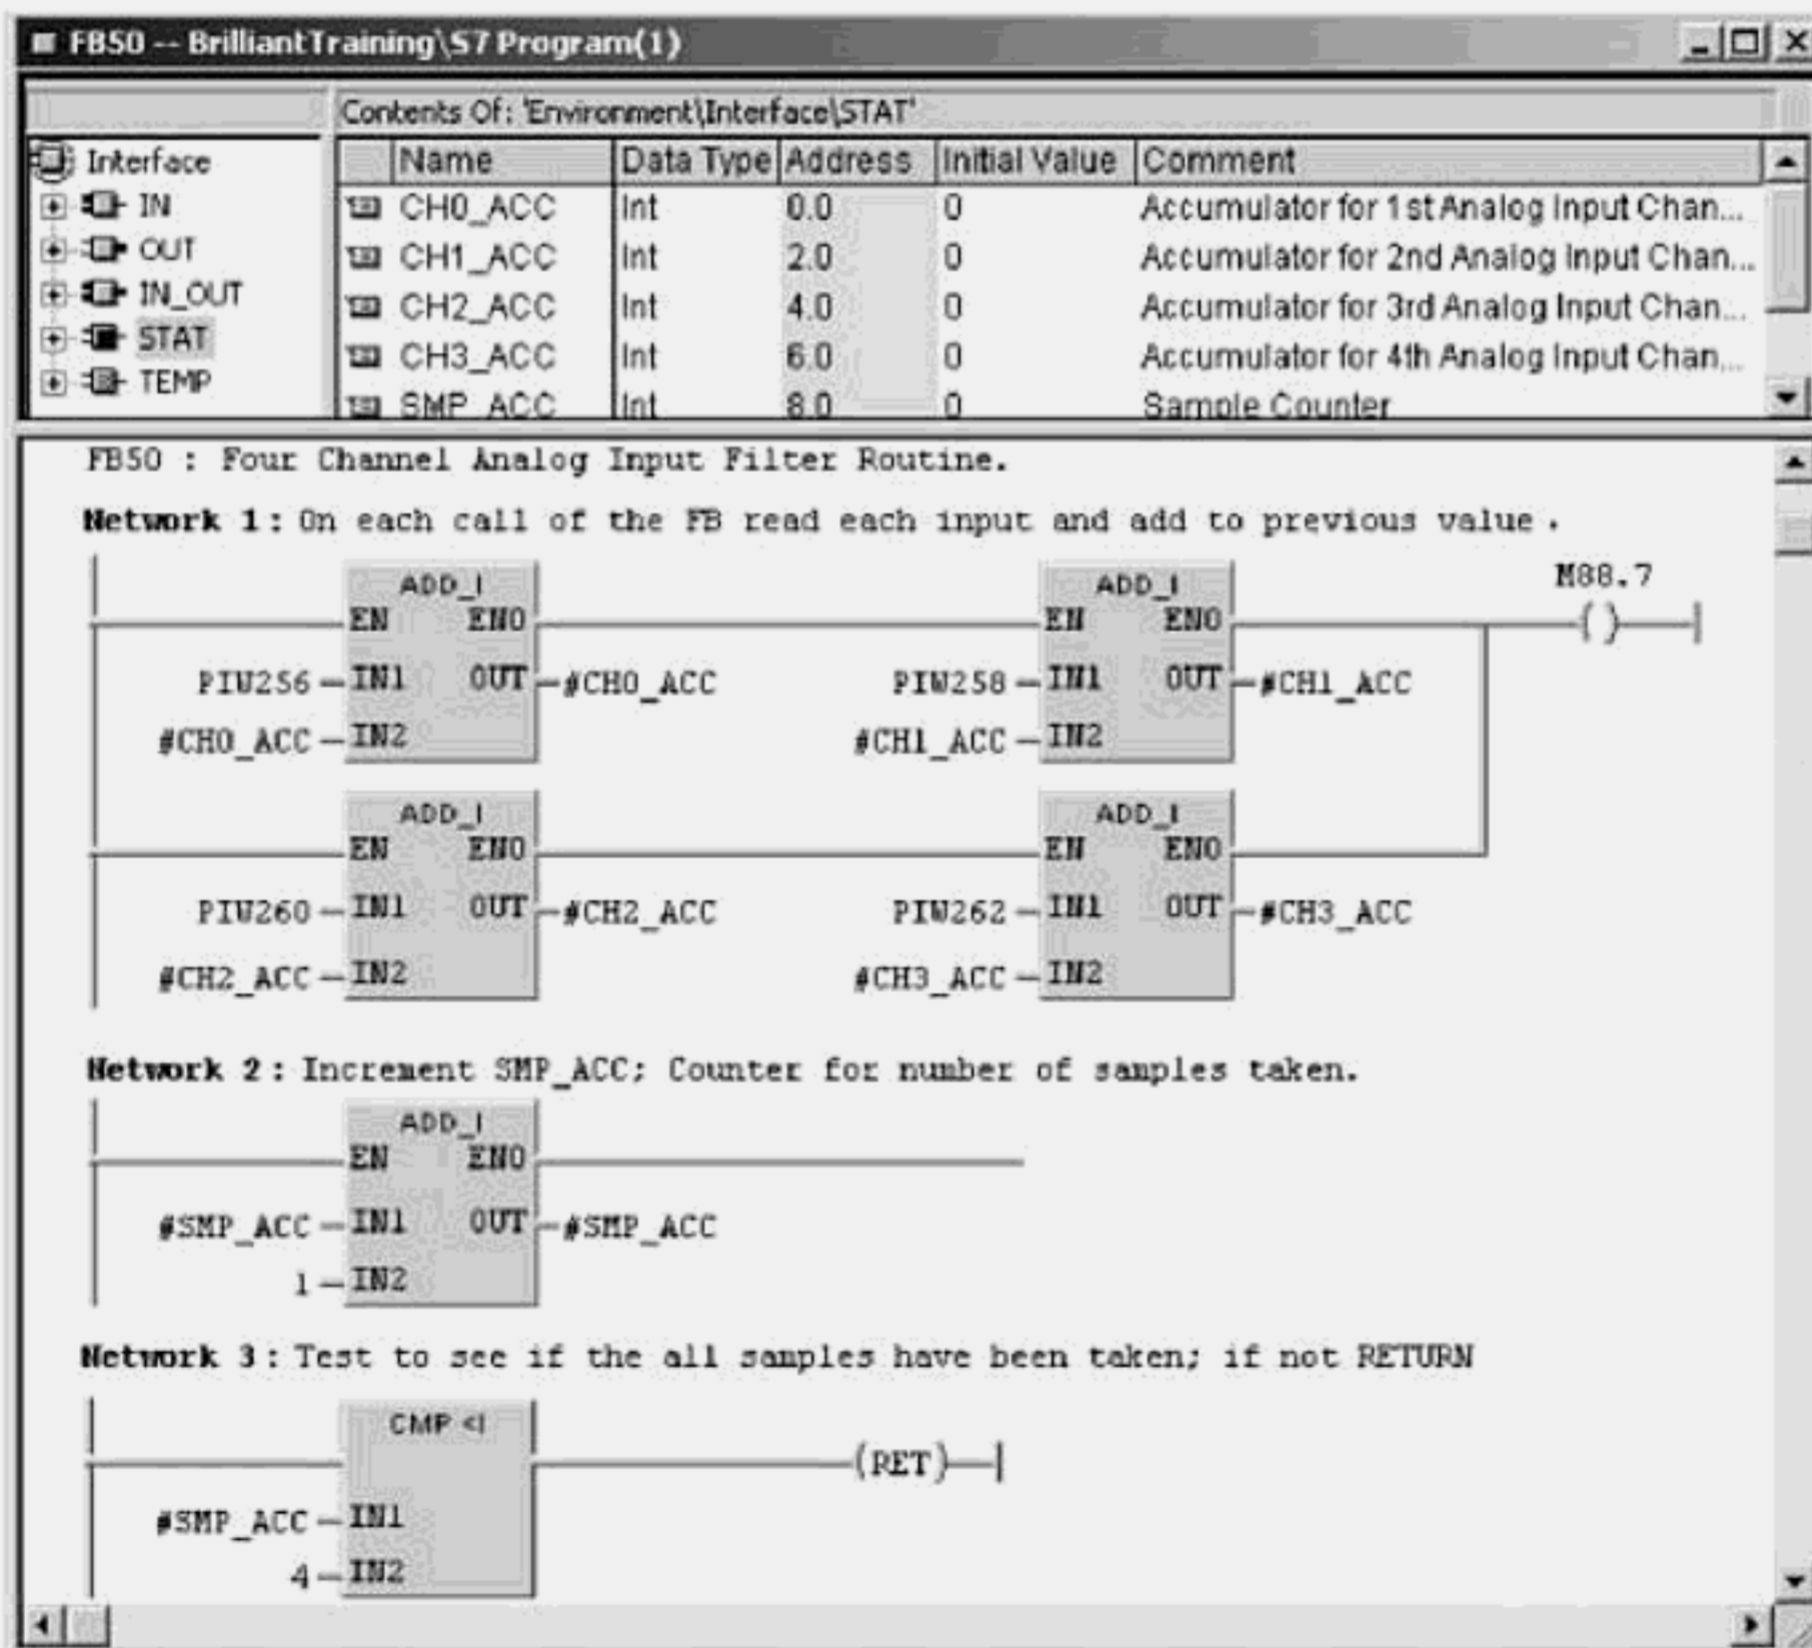 FB50 -- BrilliantTraining\S7 Program(1)
Contents Of: 'Environment\Interface\STAT'
Interface
IN
OUT
IN_OUT
STAT
TEMP
Name Data Type Address Initial Value Comment
CH0_ACC Int 0.0 0 Accumulator for 1st Analog Input Chan...
CH1_ACC Int 2.0 0 Accumulator for 2nd Analog Input Chan...
CH2_ACC Int 4.0 0 Accumulator for 3rd Analog Input Chan...
CH3_ACC Int 6.0 0 Accumulator for 4th Analog Input Chan...
SMP_ACC Int 8.0 0 Sample Counter
FB50 : Four Channel Analog Input Filter Routine.
Network 1: On each call of the FB read each input and add to previous value .
ADD_I ADD_I M88.7
EN ENO EN ENO ( )
PIW256 IN1 OUT #CH0_ACC PIW258 IN1 OUT #CH1_ACC
#CH0_ACC IN2 #CH1_ACC IN2
ADD_I ADD_I
EN ENO EN ENO
PIW260 IN1 OUT #CH2_ACC PIW262 IN1 OUT #CH3_ACC
#CH2_ACC IN2 #CH3_ACC IN2
Network 2: Increment SMP_ACC; Counter for number of samples taken.
ADD_I
EN ENO
#SMP_ACC IN1 OUT #SMP_ACC
1 IN2
Network 3: Test to see if the all samples have been taken; if not RETURN
CMP <I
(RET)
#SMP_ACC IN1
4 IN2